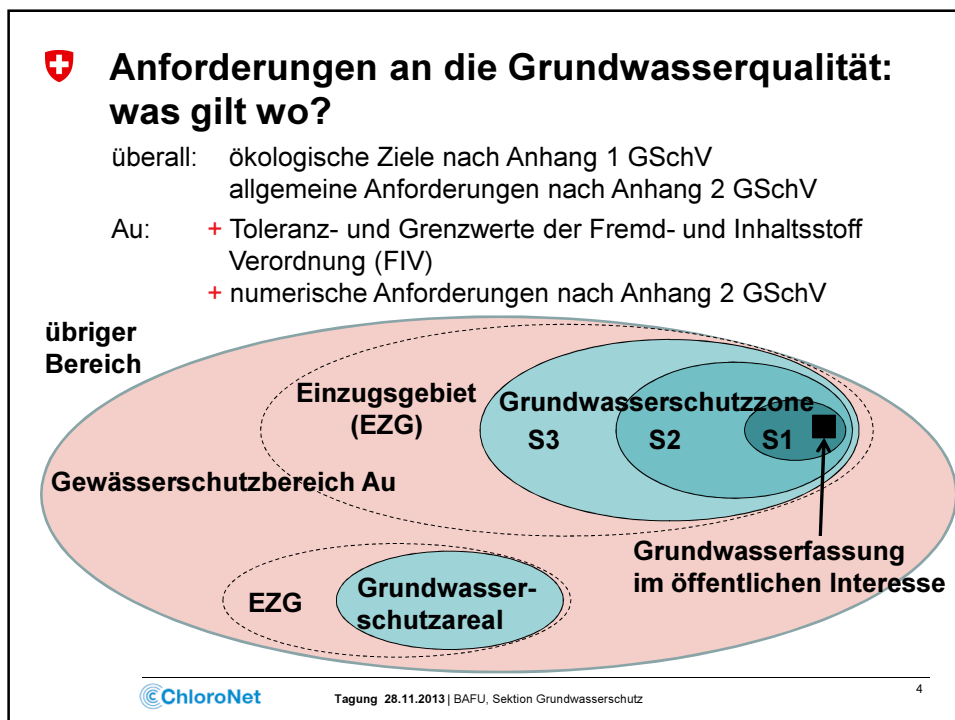 Anforderungen an die Grundwasserqualität:
was gilt wo?
überall: ökologische Ziele nach Anhang 1 GSchV
allgemeine Anforderungen nach Anhang 2 GSchV
Au: + Toleranz- und Grenzwerte der Fremd- und Inhaltsstoff
Verordnung (FIV)
+ numerische Anforderungen nach Anhang 2 GSchV
übriger
Bereich
Einzugsgebiet
(EZG)
Grundwasserschutzzone
S3 S2 S1
Gewässerschutzbereich Au
Grundwasserfassung
im öffentlichen Interesse
EZG
Grundwasser-
schutzareal
ChloroNet
Tagung 28.11.2013 | BAFU, Sektion Grundwasserschutz
4